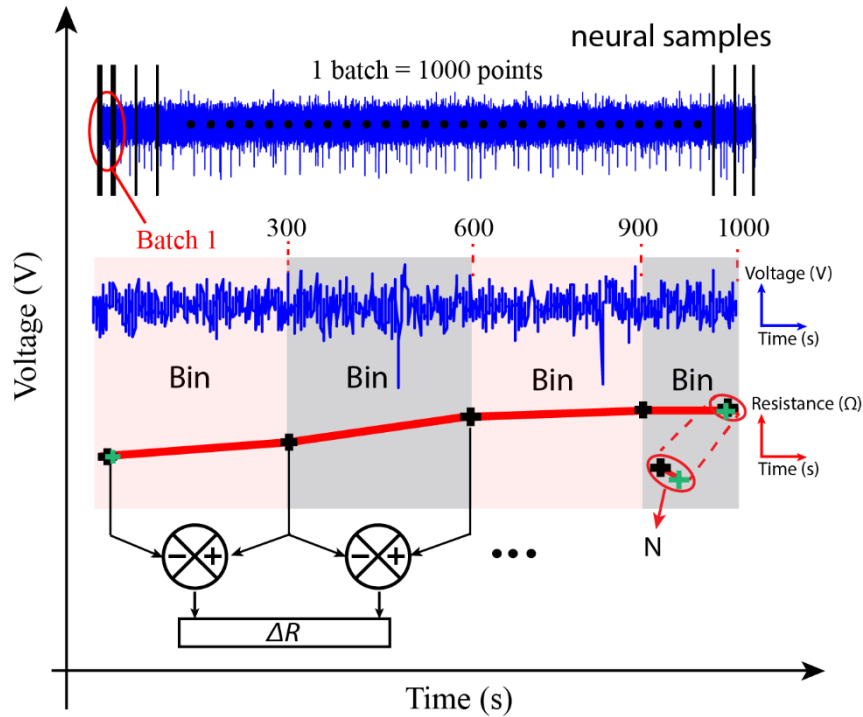 neural samples
1 batch = 1000 points
Batch 1
300
600
900
1000
Voltage (V)
Time (s)
Bin
Bin
Bin
Bin
Resistance (Ω)
Time (s)
N
− +
− +
ΔR
Voltage (V)
Time (s)